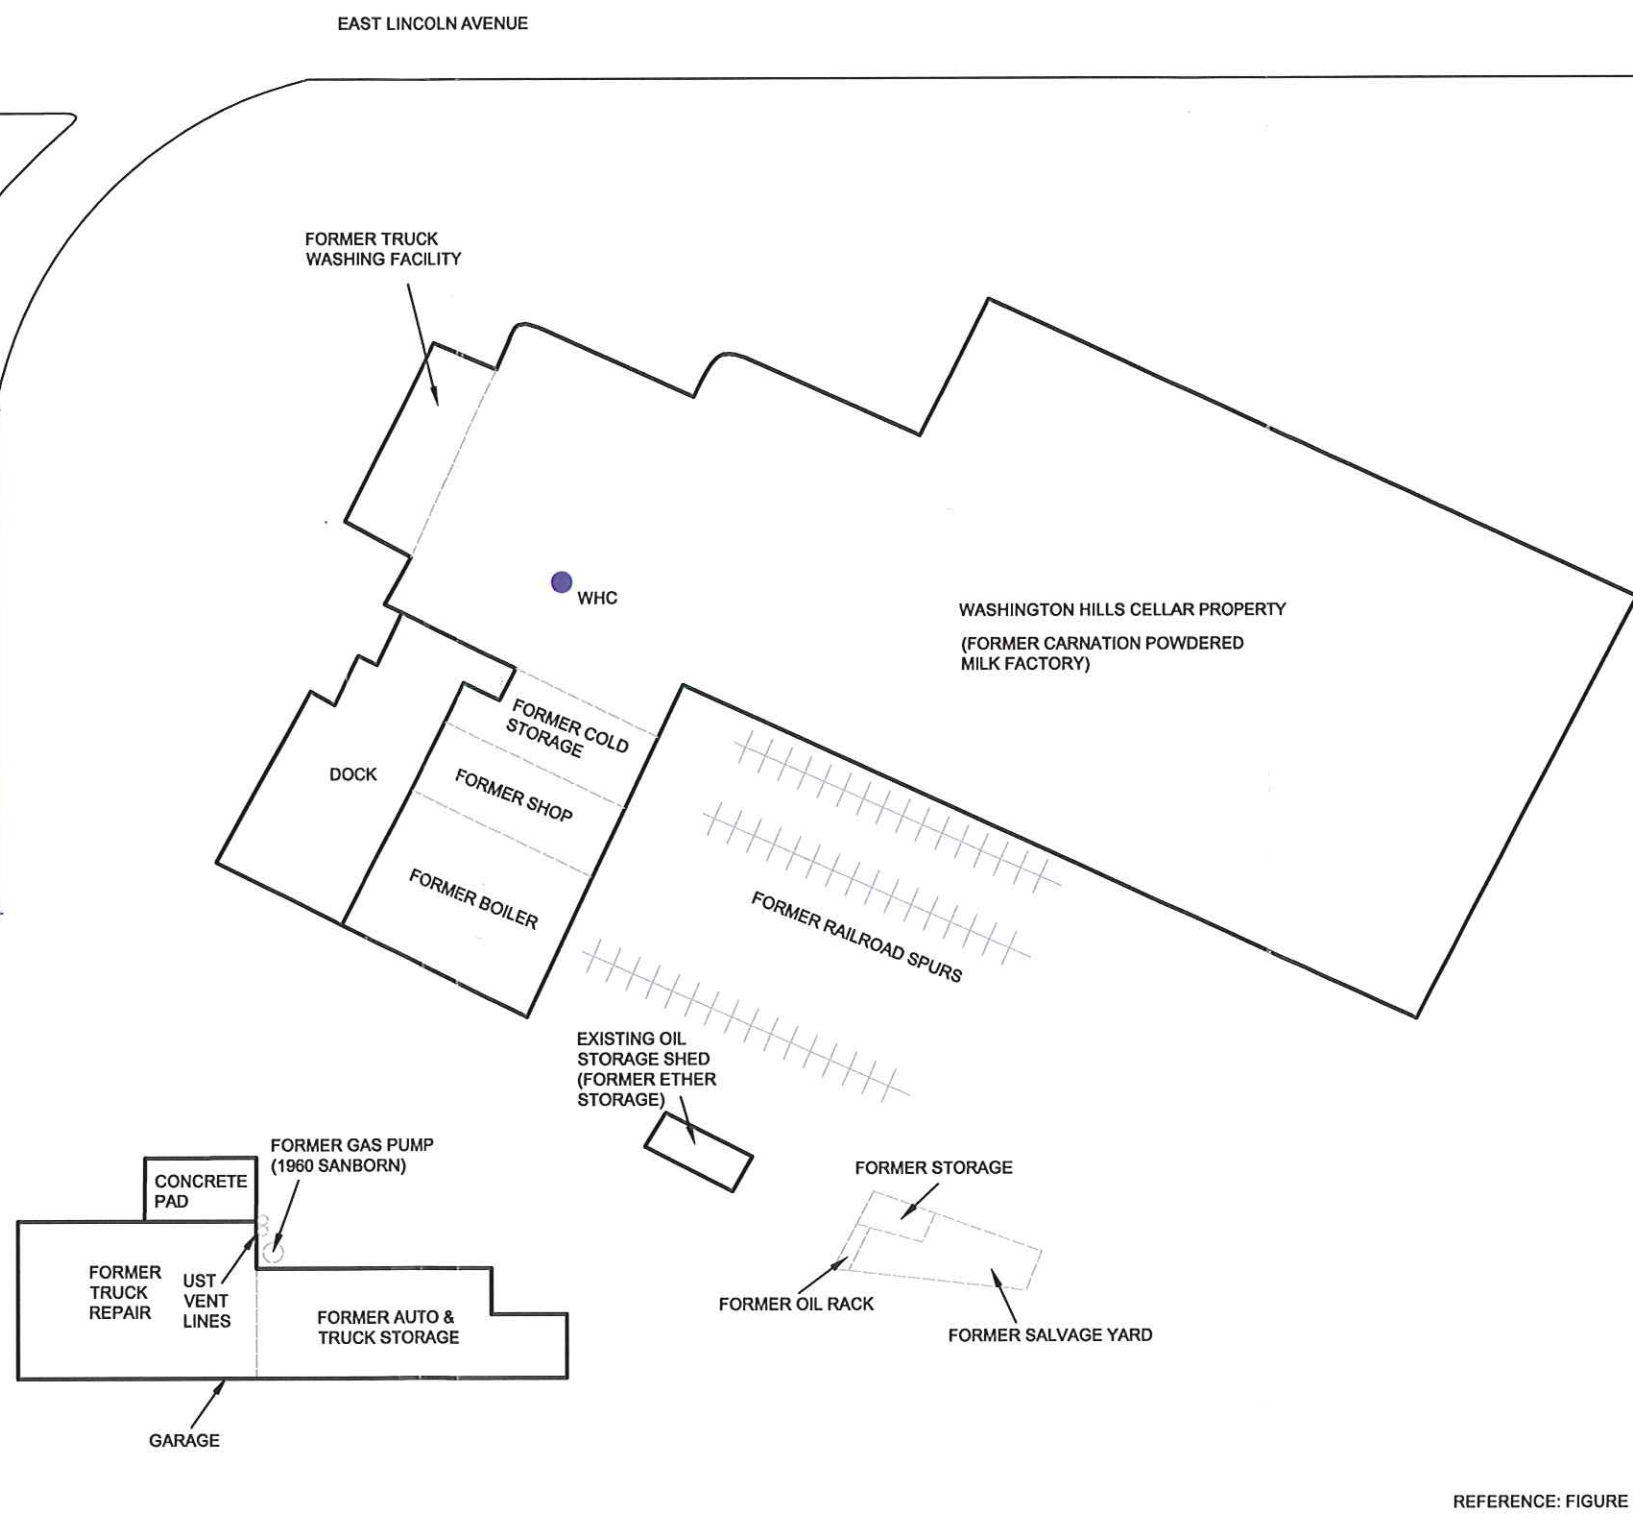 EAST LINCOLN AVENUE
FORMER TRUCK
WASHING FACILITY
WHC
WASHINGTON HILLS CELLAR PROPERTY
(FORMER CARNATION POWDERED
MILK FACTORY)
FORMER COLD
STORAGE
DOCK
FORMER SHOP
FORMER BOILER
FORMER RAILROAD SPURS
EXISTING OIL
STORAGE SHED
(FORMER ETHER
STORAGE)
FORMER GAS PUMP
(1960 SANBORN)
CONCRETE
PAD
FORMER STORAGE
FORMER
TRUCK
REPAIR
UST
VENT
LINES
FORMER AUTO &
TRUCK STORAGE
FORMER OIL RACK
FORMER SALVAGE YARD
GARAGE
REFERENCE: FIGURE